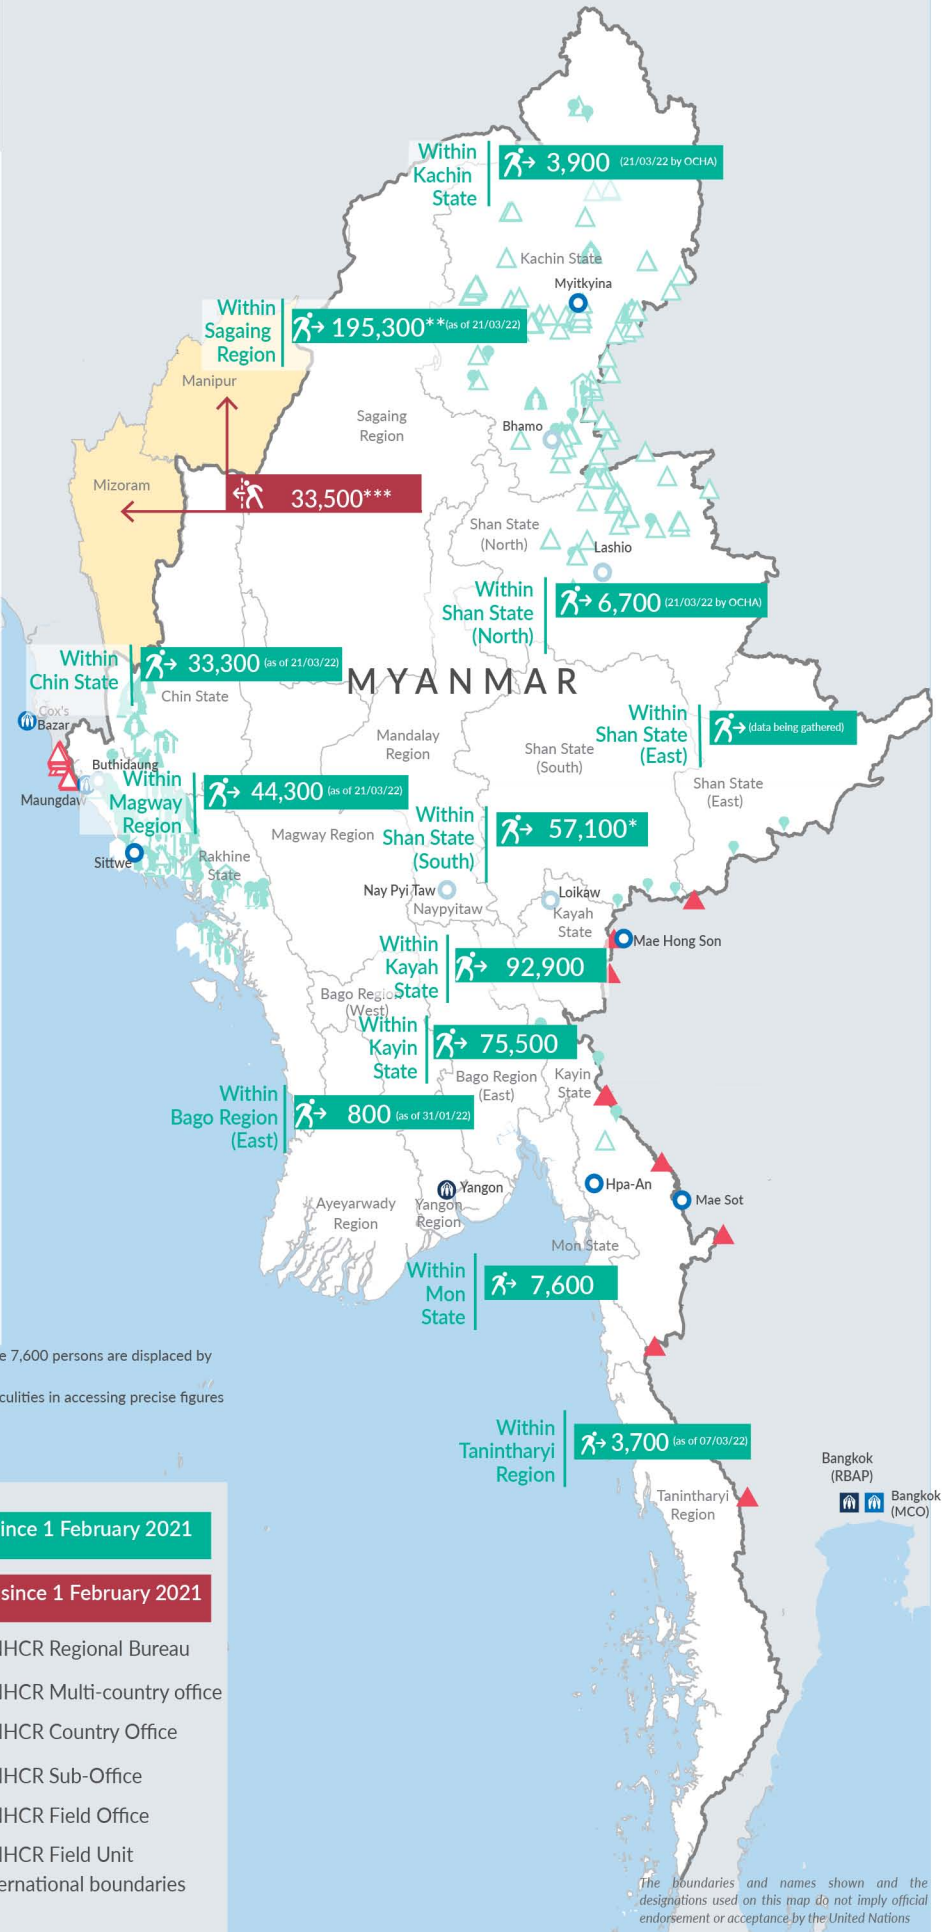 Within
Kachin
State
3,900 (21/03/22 by OCHA)
Kachin State
Myitkyina
Within
Sagaing
Region
195,300** (as of 21/03/22)
Manipur
Sagaing
Region
Bhamo
Mizoram
33,500***
Shan State
(North)
Lashio
Within
Shan State
(North)
6,700 (21/03/22 by OCHA)
Within
Chin State
33,300 (as of 21/03/22)
MYANMAR
Chin State
Cox's
Bazar
Within
Shan State
(East)
(data being gathered)
Mandalay
Region
Shan State
(South)
Shan State
(East)
Buthidaung
Maungdaw
Within
Magway
Region
44,300 (as of 21/03/22)
Within
Shan State
(South)
57,100*
Magway Region
Sittwe
Rakhine
State
Nay Pyi Taw
Naypyitaw
Loikaw
Kayah
State
Mae Hong Son
Within
Kayah
State
92,900
Bago Region
(West)
Within
Kayin
State
75,500
Bago Region
(East)
Kayin
State
Within
Bago Region
(East)
800 (as of 31/01/22)
Yangon
Hpa-An
Mae Sot
Ayeyarwady
Region
Yangon
Region
Mon State
Within
Mon
State
7,600
e 7,600 persons are displaced by
culities in accessing precise figures
Within
Tanintharyi
Region
3,700 (as of 07/03/22)
Bangkok
(RBAP)
Bangkok
(MCO)
Tanintharyi
Region
ince 1 February 2021
since 1 February 2021
HCR Regional Bureau
HCR Multi-country office
HCR Country Office
HCR Sub-Office
HCR Field Office
HCR Field Unit
ernational boundaries
The boundaries and names shown and the
designations used on this map do not imply official
endorsement or acceptance by the United Nations